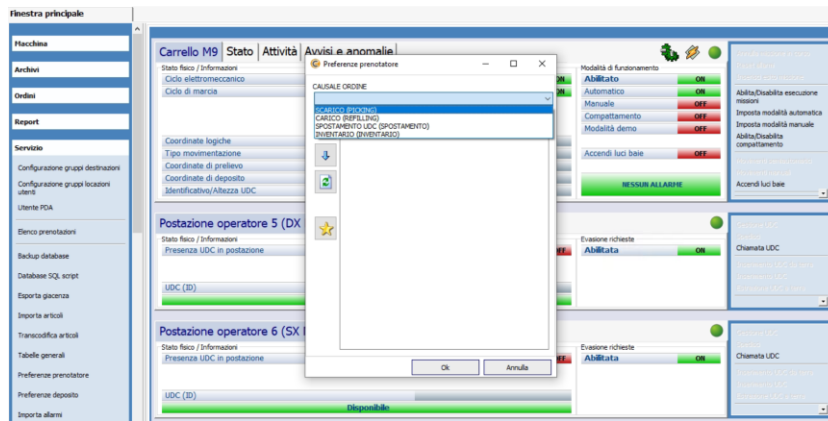 Finestra principale
Macchina
Archivi
Ordini
Report
Servizio
Configurazione gruppi destinazioni
Configurazione gruppi locazioni
utenti
Utente PDA
Elenco prenotazioni
Backup database
Database SQL script
Esporta giacenza
Importa articoli
Transcodifica articoli
Tabelle generali
Preferenze prenotatore
Preferenze deposito
Importa allarmi
Carrello M9 Stato Attività Avvisi e anomalie
Stato fisico / Informazioni
Ciclo elettromeccanico ON
Ciclo di marcia ON
Coordinate logiche
Tipo movimentazione
Coordinate di prelievo
Coordinate di deposito
Identificativo/Altezza UDC
Modalità di funzionamento
Abilitato ON
Automatico ON
Manuale OFF
Compattamento OFF
Modalità demo OFF
Accendi luci baie OFF
NESSUN ALLARME
Preferenze prenotatore
CAUSALE ORDINE
SCARICO (PICKING)
CARICO (REFILLING)
SPOSTAMENTO UDC (SPOSTAMENTO)
INVENTARIO (INVENTARIO)
Ok Annulla
Postazione operatore 5 (DX
Stato fisico / Informazioni
Presenza UDC in postazione OFF
UDC (ID)
Evasione richieste
Abilitata ON
Postazione operatore 6 (SX
Stato fisico / Informazioni
Presenza UDC in postazione OFF
UDC (ID)
Disponibile
Evasione richieste
Abilitata ON
Abilita/Disabilita esecuzione
missioni
Imposta modalità automatica
Imposta modalità manuale
Abilita/Disabilita
compattamento
Accendi luci baie
Chiamata UDC
Chiamata UDC